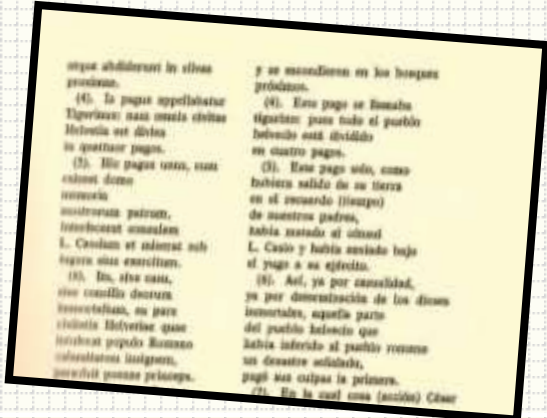 atque abdiderunt in silvas
proximas.
(4). Is pagus appellabatur
Tigurinus: nam omnis civitas
Helvetia est divisa
in quattuor pagos.
(5). Hic pagus unus, cum
exisset domo
memoria
nostrorum patrum,
interfecerat consulem
L. Casium et miserat sub
iugum eius exercitum.
(6). Ita, sive casu,
sive consilio deorum
immortalium, ea pars
civitatis Helvetiae quae
intulerat populo Romano
calamitatem insignem,
persolvit poenas princeps.
y se escondieron en los bosques
próximos.
(4). Este pago se llamaba
tigurino: pues todo el pueblo
helvecio está dividido
en cuatro pagos.
(5). Este pago solo, como
hubiera salido de su tierra
en el recuerdo (tiempo)
de nuestros padres,
había matado al cónsul
L. Casio y había enviado bajo
el yugo a su ejército.
(6). Así, ya por casualidad,
ya por determinación de los dioses
inmortales, aquella parte
del pueblo helvecio que
había inferido al pueblo romano
un desastre señalado,
pagó sus culpas la primera.
(7). En la cual cosa (acción) César